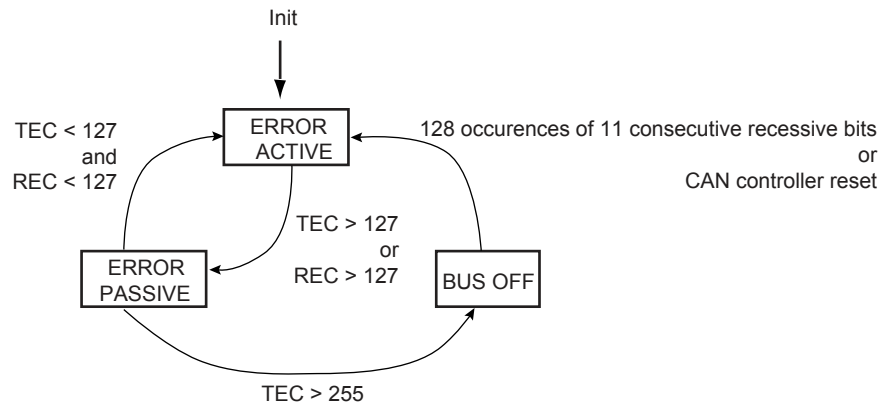 Init
ERROR
ACTIVE
TEC < 127
and
REC < 127
128 occurences of 11 consecutive recessive bits
or
CAN controller reset
TEC > 127
or
REC > 127
ERROR
PASSIVE
BUS OFF
TEC > 255